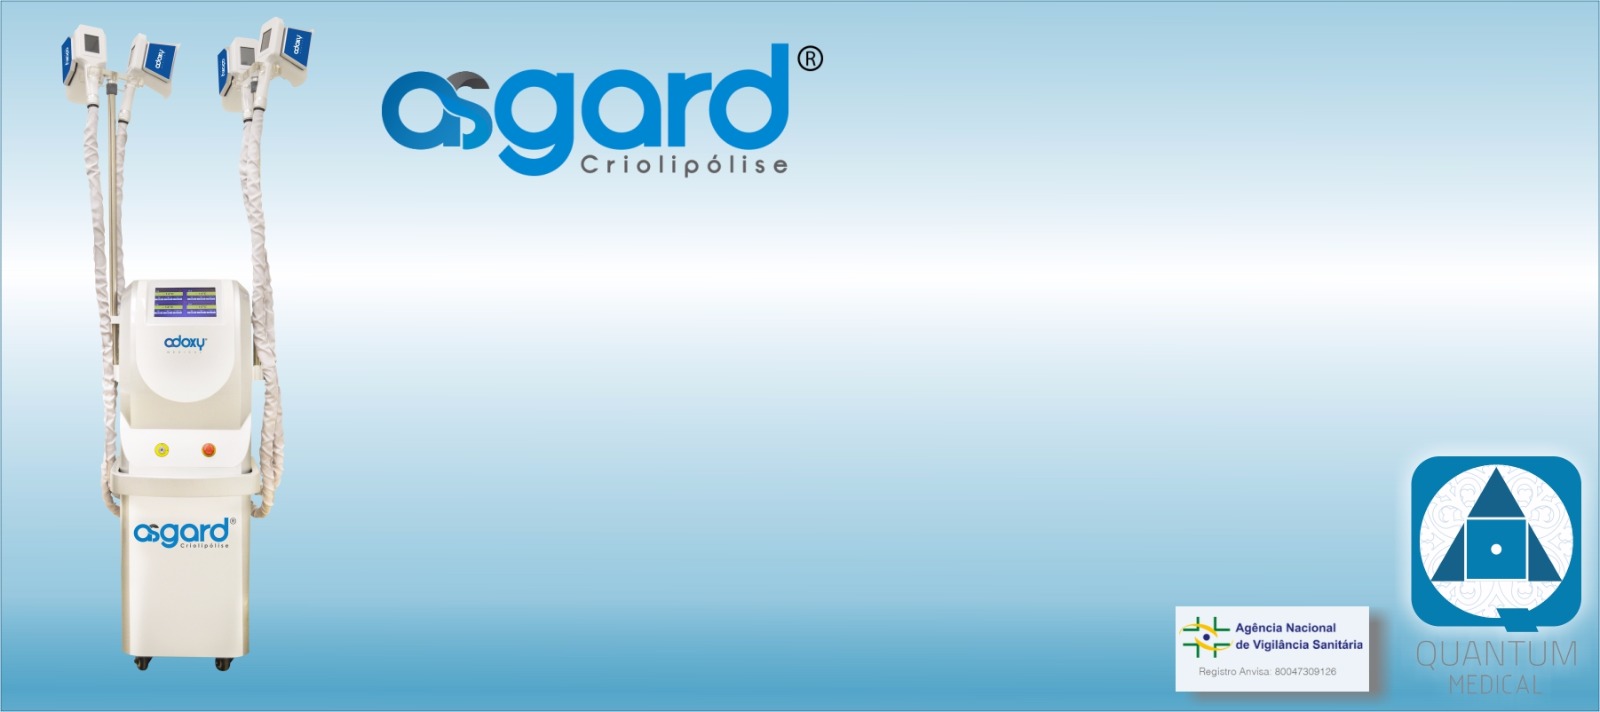 adoxy
adoxy
asgard®
Criolipólise
adoxy
MEDICAL
asgard®
Criolipólise
Agência Nacional
de Vigilância Sanitária
Registro Anvisa: 80047309126
QUANTUM
MEDICAL